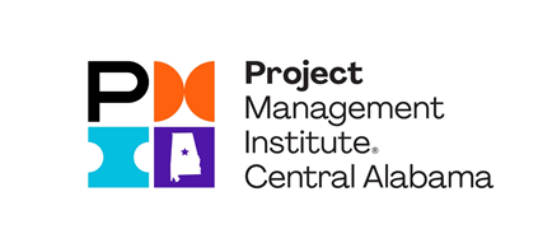 P
Project
Management
Institute®
Central Alabama